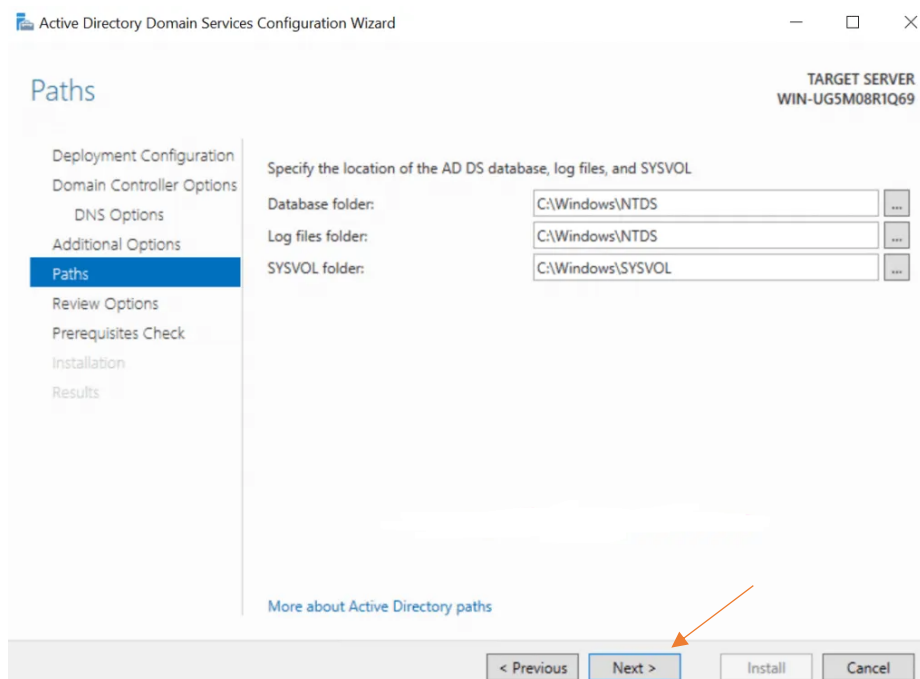 Active Directory Domain Services Configuration Wizard
Paths
TARGET SERVER
WIN-UG5M08R1Q69
Deployment Configuration
Domain Controller Options
DNS Options
Additional Options
Paths
Review Options
Prerequisites Check
Installation
Results
Specify the location of the AD DS database, log files, and SYSVOL
Database folder: C:\Windows\NTDS ...
Log files folder: C:\Windows\NTDS ...
SYSVOL folder: C:\Windows\SYSVOL ...
More about Active Directory paths
< Previous Next > Install Cancel